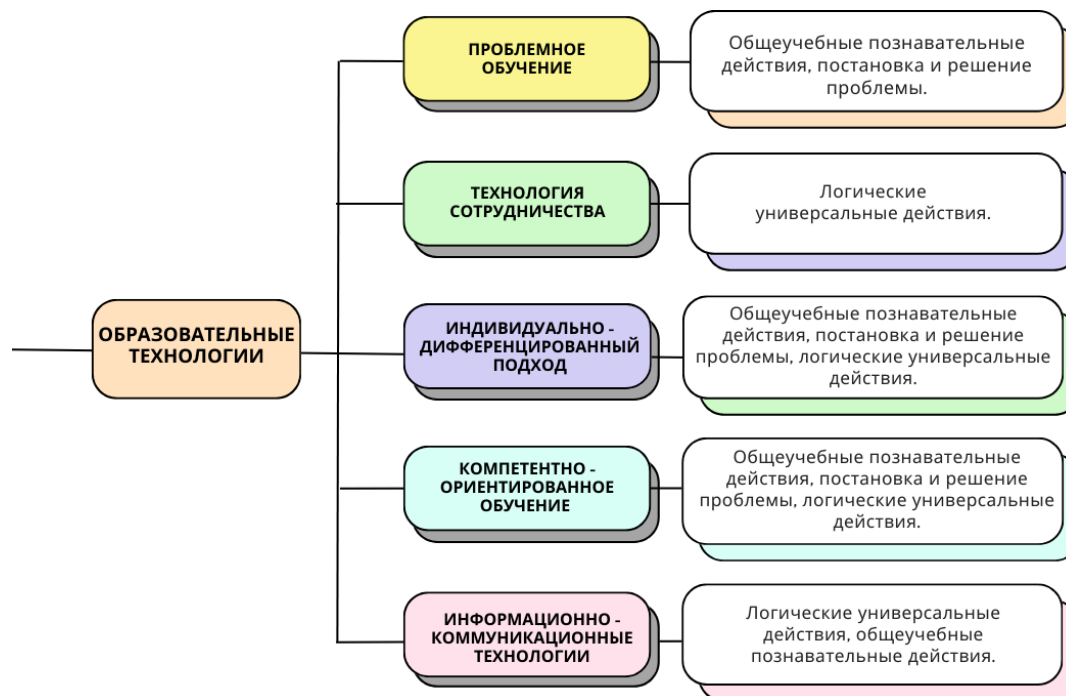 ПРОБЛЕМНОЕ
ОБУЧЕНИЕ
Общеучебные познавательные
действия, постановка и решение
проблемы.
ТЕХНОЛОГИЯ
СОТРУДНИЧЕСТВА
Логические
универсальные действия.
ОБРАЗОВАТЕЛЬНЫЕ
ТЕХНОЛОГИИ
ИНДИВИДУАЛЬНО -
ДИФФЕРЕНЦИРОВАННЫЙ
ПОДХОД
Общеучебные познавательные
действия, постановка и решение
проблемы, логические универсальные
действия.
КОМПЕТЕНТНО -
ОРИЕНТИРОВАННОЕ
ОБУЧЕНИЕ
Общеучебные познавательные
действия, постановка и решение
проблемы, логические универсальные
действия.
ИНФОРМАЦИОННО -
КОММУНИКАЦИОННЫЕ
ТЕХНОЛОГИИ
Логические универсальные
действия, общеучебные
познавательные действия.